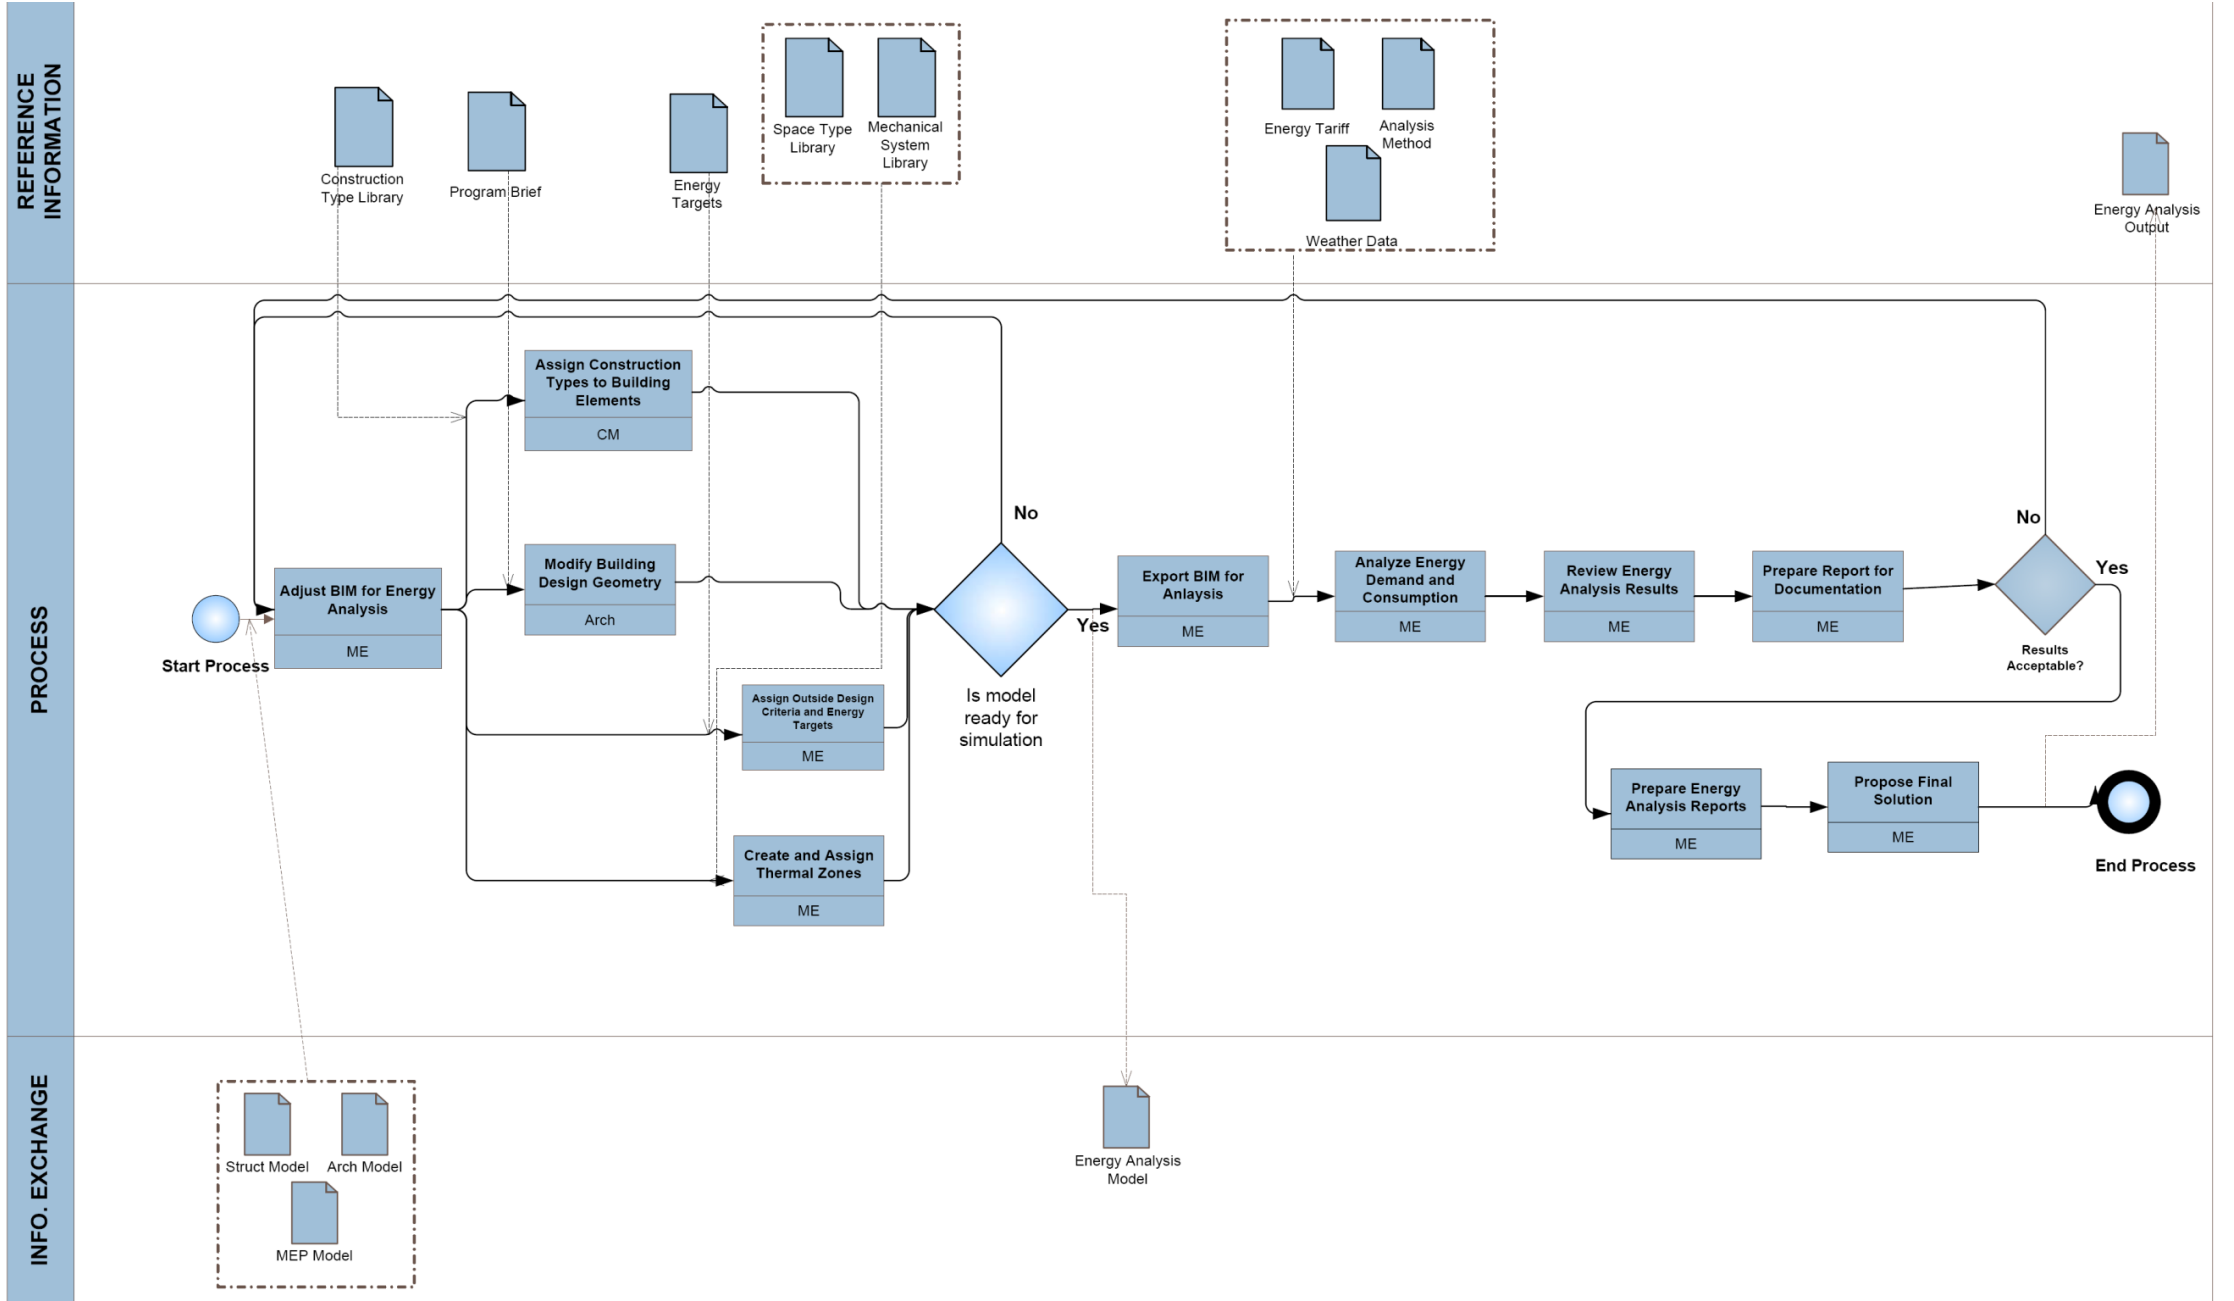 REFERENCE
INFORMATION
Construction
Type Library
Program Brief
Energy
Targets
Space Type
Library
Mechanical
System
Library
Energy Tariff
Analysis
Method
Weather Data
Energy Analysis
Output
PROCESS
Start Process
Adjust BIM for Energy
Analysis
ME
Assign Construction
Types to Building
Elements
CM
Modify Building
Design Geometry
Arch
Assign Outside Design
Criteria and Energy
Targets
ME
Create and Assign
Thermal Zones
ME
No
Yes
Is model
ready for
simulation
Export BIM for
Anlaysis
ME
Analyze Energy
Demand and
Consumption
ME
Review Energy
Analysis Results
ME
Prepare Report for
Documentation
ME
No
Yes
Results
Acceptable?
Prepare Energy
Analysis Reports
ME
Propose Final
Solution
ME
End Process
INFO. EXCHANGE
Struct Model
Arch Model
MEP Model
Energy Analysis
Model